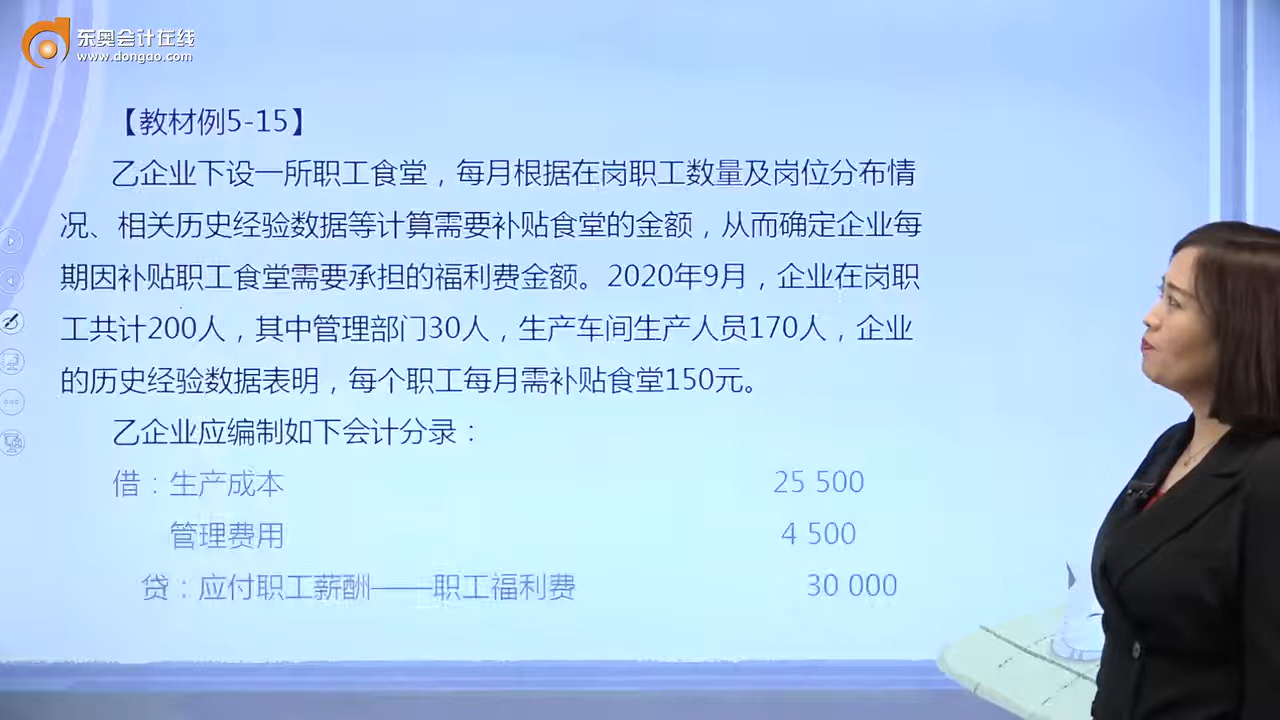 东奥会计在线
www.dongao.com
【教材例5-15】
乙企业下设一所职工食堂，每月根据在岗职工数量及岗位分布情
况、相关历史经验数据等计算需要补贴食堂的金额，从而确定企业每
期因补贴职工食堂需要承担的福利费金额。2020年9月，企业在岗职
工共计200人，其中管理部门30人，生产车间生产人员170人，企业
的历史经验数据表明，每个职工每月需补贴食堂150元。
乙企业应编制如下会计分录：
借：生产成本 25 500
管理费用 4 500
贷：应付职工薪酬——职工福利费 30 000